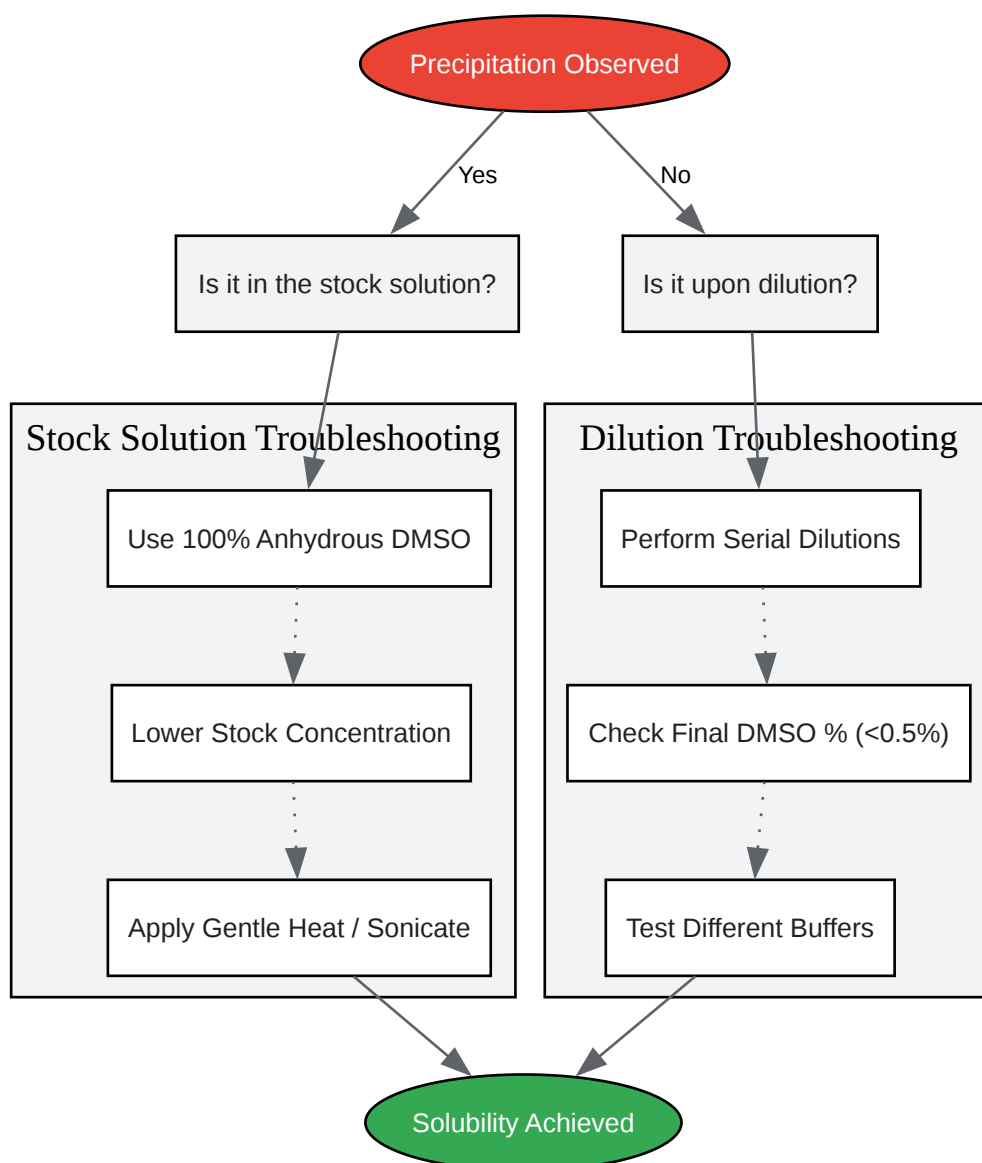 Precipitation Observed
Yes
No
Is it in the stock solution?
Is it upon dilution?
Stock Solution Troubleshooting
Dilution Troubleshooting
Use 100% Anhydrous DMSO
Perform Serial Dilutions
Lower Stock Concentration
Check Final DMSO % (<0.5%)
Apply Gentle Heat / Sonicate
Test Different Buffers
Solubility Achieved